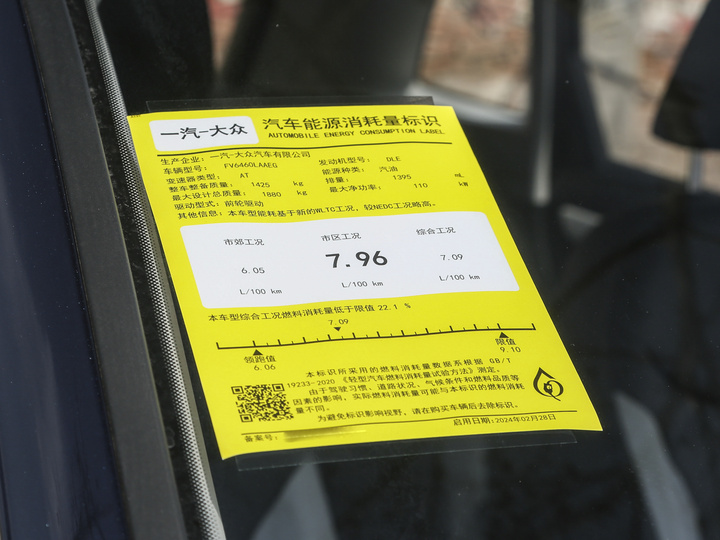 一汽-大众
汽车能源消耗量标识
AUTOMOBILE ENERGY CONSUMPTION LABEL
生产企业: 一汽-大众汽车有限公司
车辆型号: FV6460LAAEG 发动机型号: DLE
变速器类型: AT 能源种类: 汽油
整车整备质量: 1425 kg 排量: 1395 mL
最大设计总质量: 1880 kg 最大净功率: 110 kW
驱动型式: 前轮驱动
其他信息: 本车型能耗基于新的WLTC工况, 较NEDC工况略高。
市郊工况 市区工况 综合工况
6.05 7.96 7.09
L/100 km L/100 km L/100 km
本车型综合工况燃料消耗量低于限值 22.1 %
7.09
领跑值 限值
6.06 9.10
本标识所采用的燃料消耗量数据系根据 GB/T
19233-2020 《轻型汽车燃料消耗量试验方法》测定。
由于驾驶习惯、道路状况、气候条件和燃料品质等
因素的影响, 实际燃料消耗量可能与本标识的燃料消耗
量不同。
为避免标识影响视野, 请在购买车辆后去除标识。
备案号: 启用日期: 2024年02月28日